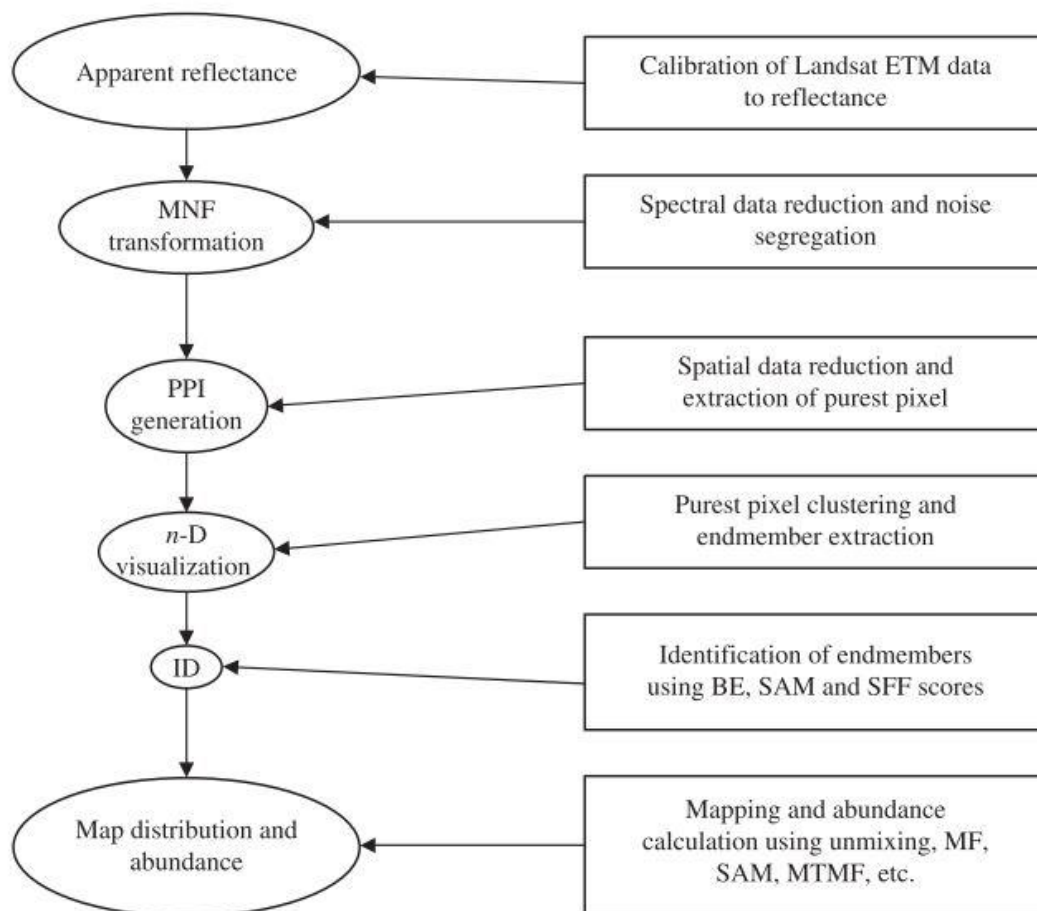 Apparent reflectance
Calibration of Landsat ETM data
to reflectance
MNF
transformation
Spectral data reduction and noise
segregation
PPI
generation
Spatial data reduction and
extraction of purest pixel
n-D
visualization
Purest pixel clustering and
endmember extraction
ID
Identification of endmembers
using BE, SAM and SFF scores
Map distribution and
abundance
Mapping and abundance
calculation using unmixing, MF,
SAM, MTMF, etc.